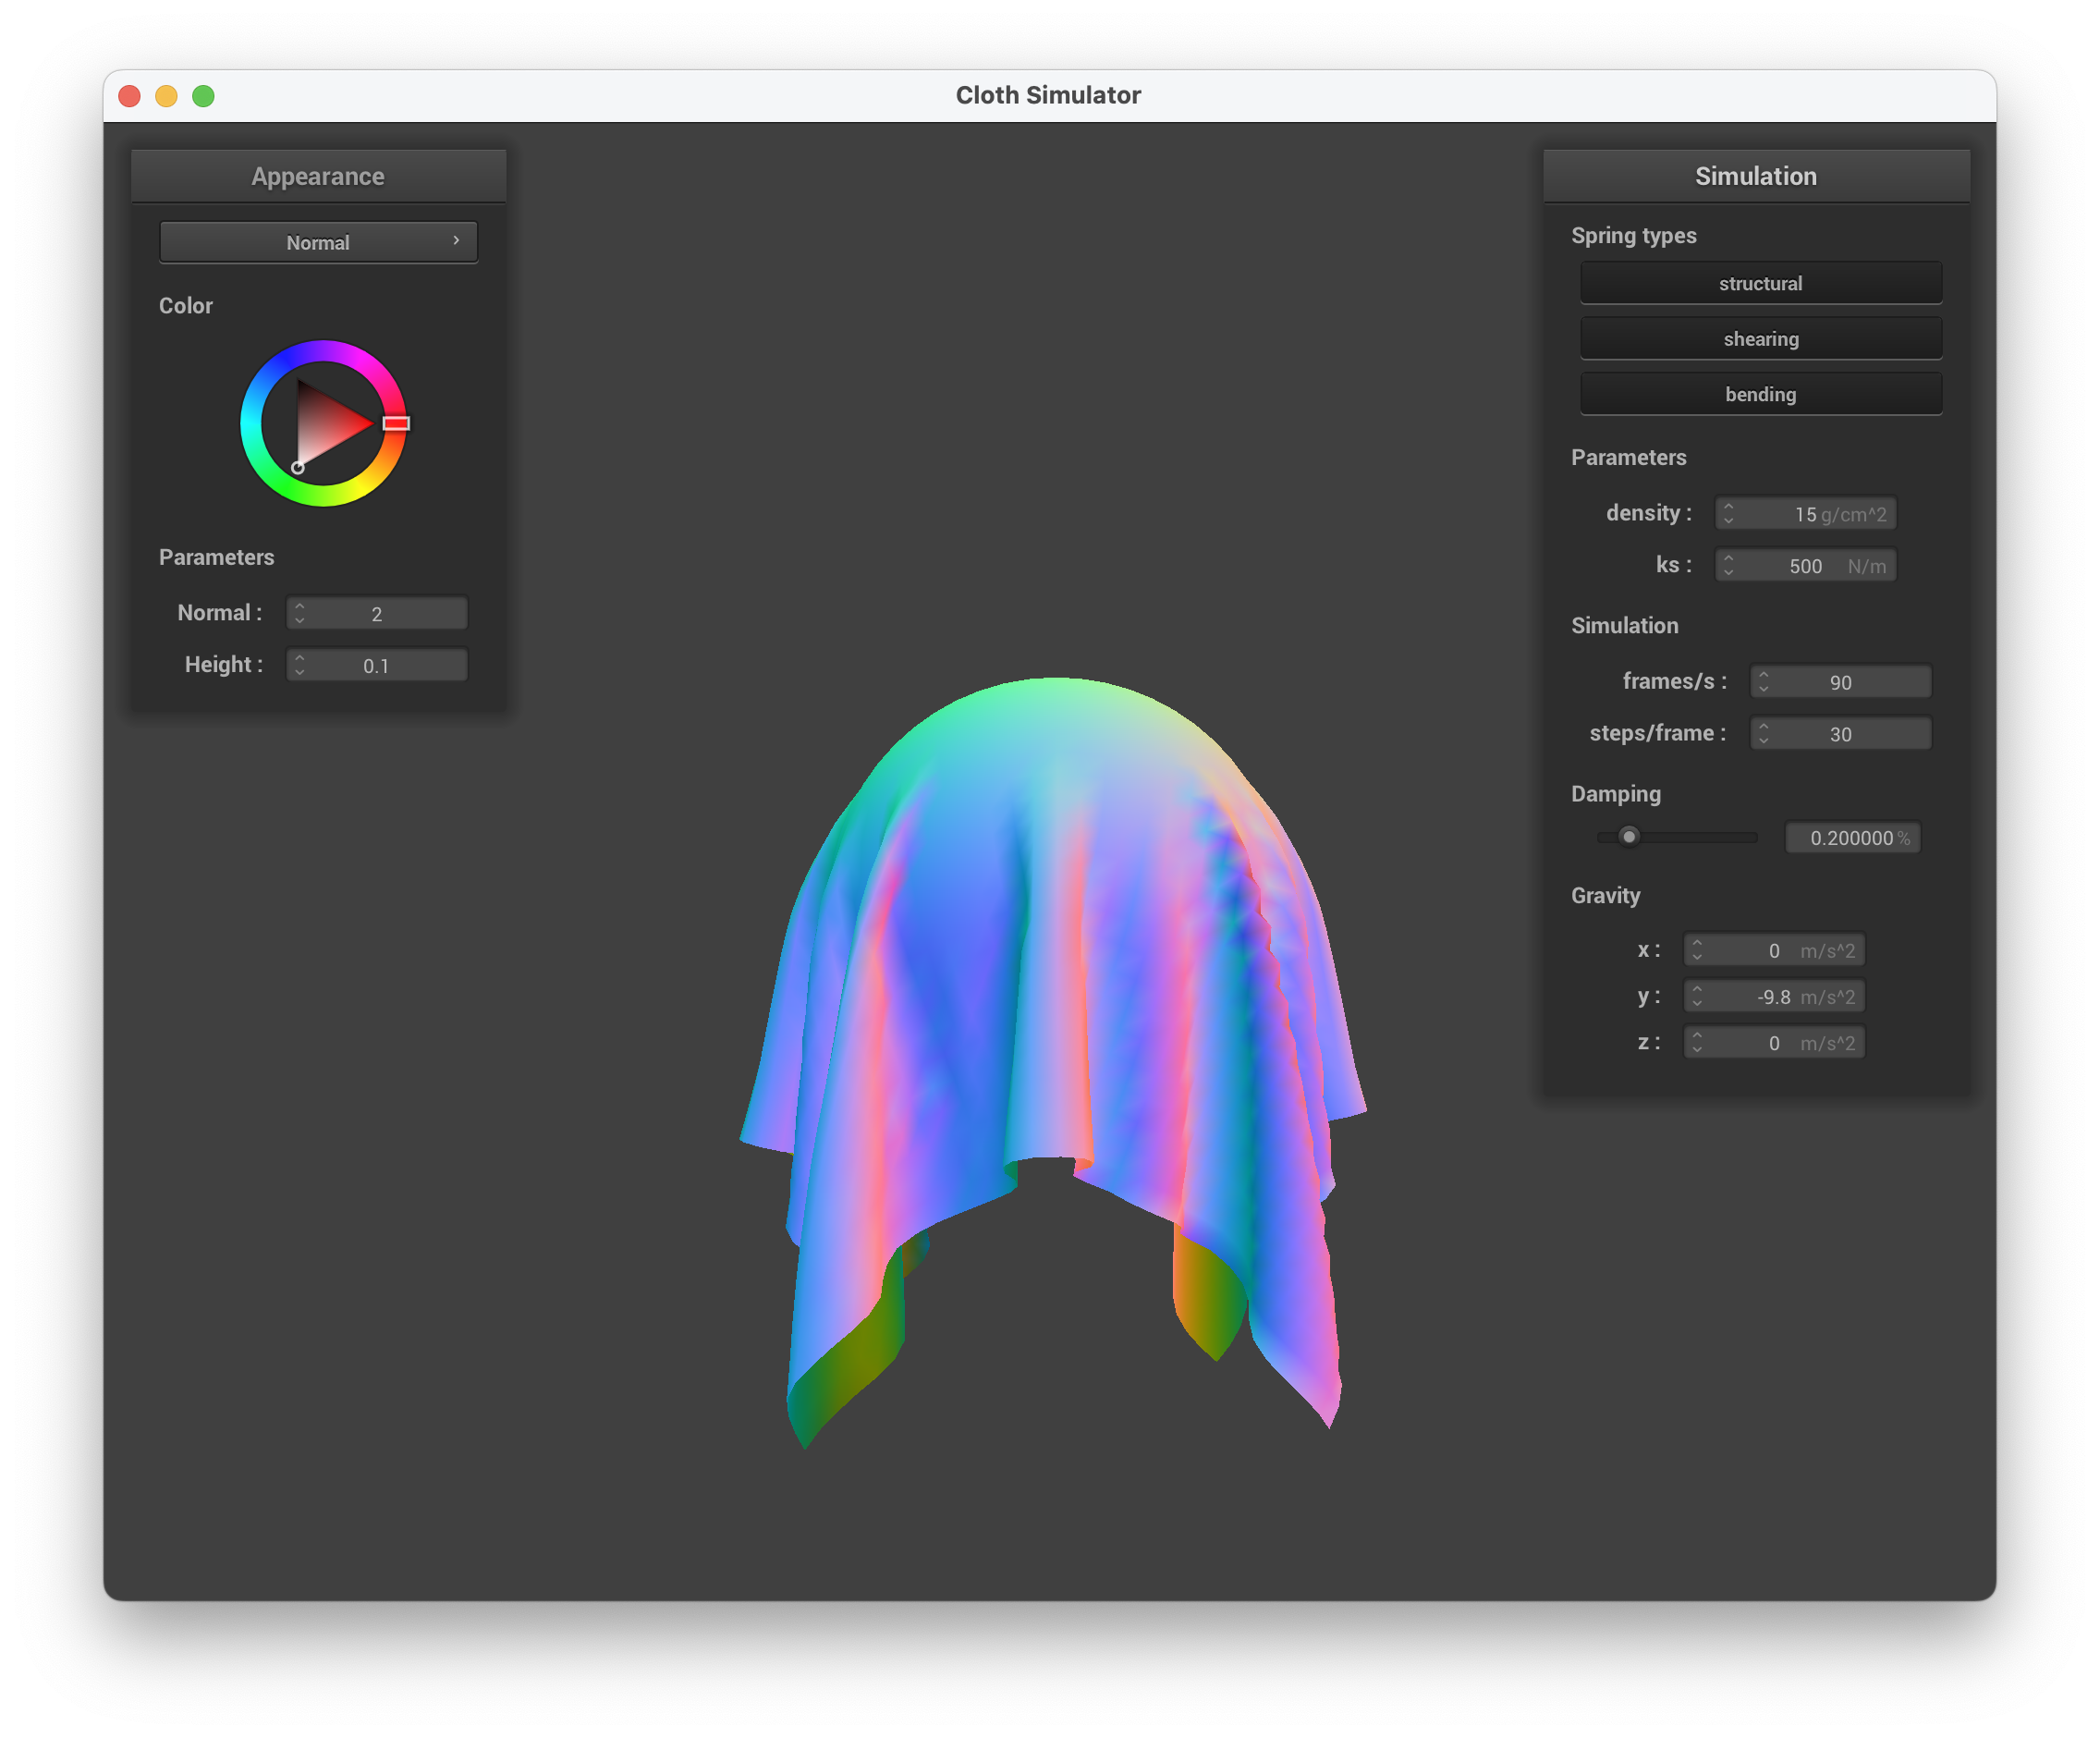 Cloth Simulator
Appearance
Normal
Color
Parameters
Normal : 2
Height : 0.1
Simulation
Spring types
structural
shearing
bending
Parameters
density : 15 g/cm^2
ks : 500 N/m
Simulation
frames/s : 90
steps/frame : 30
Damping
0.200000 %
Gravity
x : 0 m/s^2
y : -9.8 m/s^2
z : 0 m/s^2